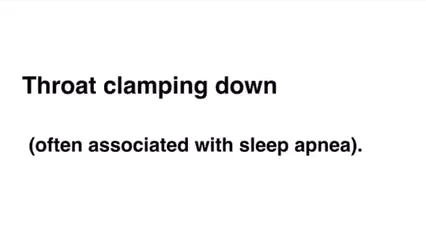 Throat clamping down
(often associated with sleep apnea).